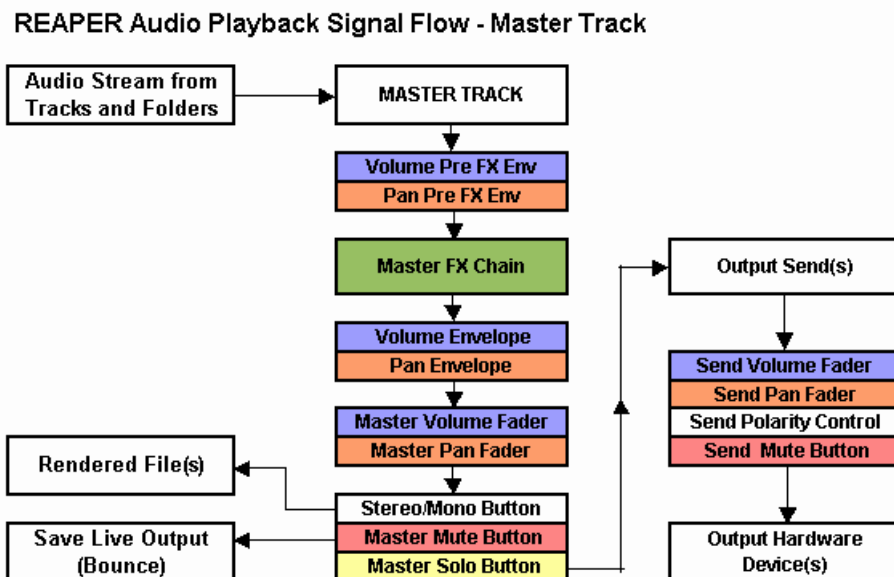 REAPER Audio Playback Signal Flow - Master Track
Audio Stream from
Tracks and Folders
MASTER TRACK
Volume Pre FX Env
Pan Pre FX Env
Master FX Chain
Output Send(s)
Volume Envelope
Pan Envelope
Send Volume Fader
Send Pan Fader
Send Polarity Control
Send Mute Button
Master Volume Fader
Master Pan Fader
Rendered File(s)
Stereo/Mono Button
Master Mute Button
Master Solo Button
Save Live Output
(Bounce)
Output Hardware
Device(s)